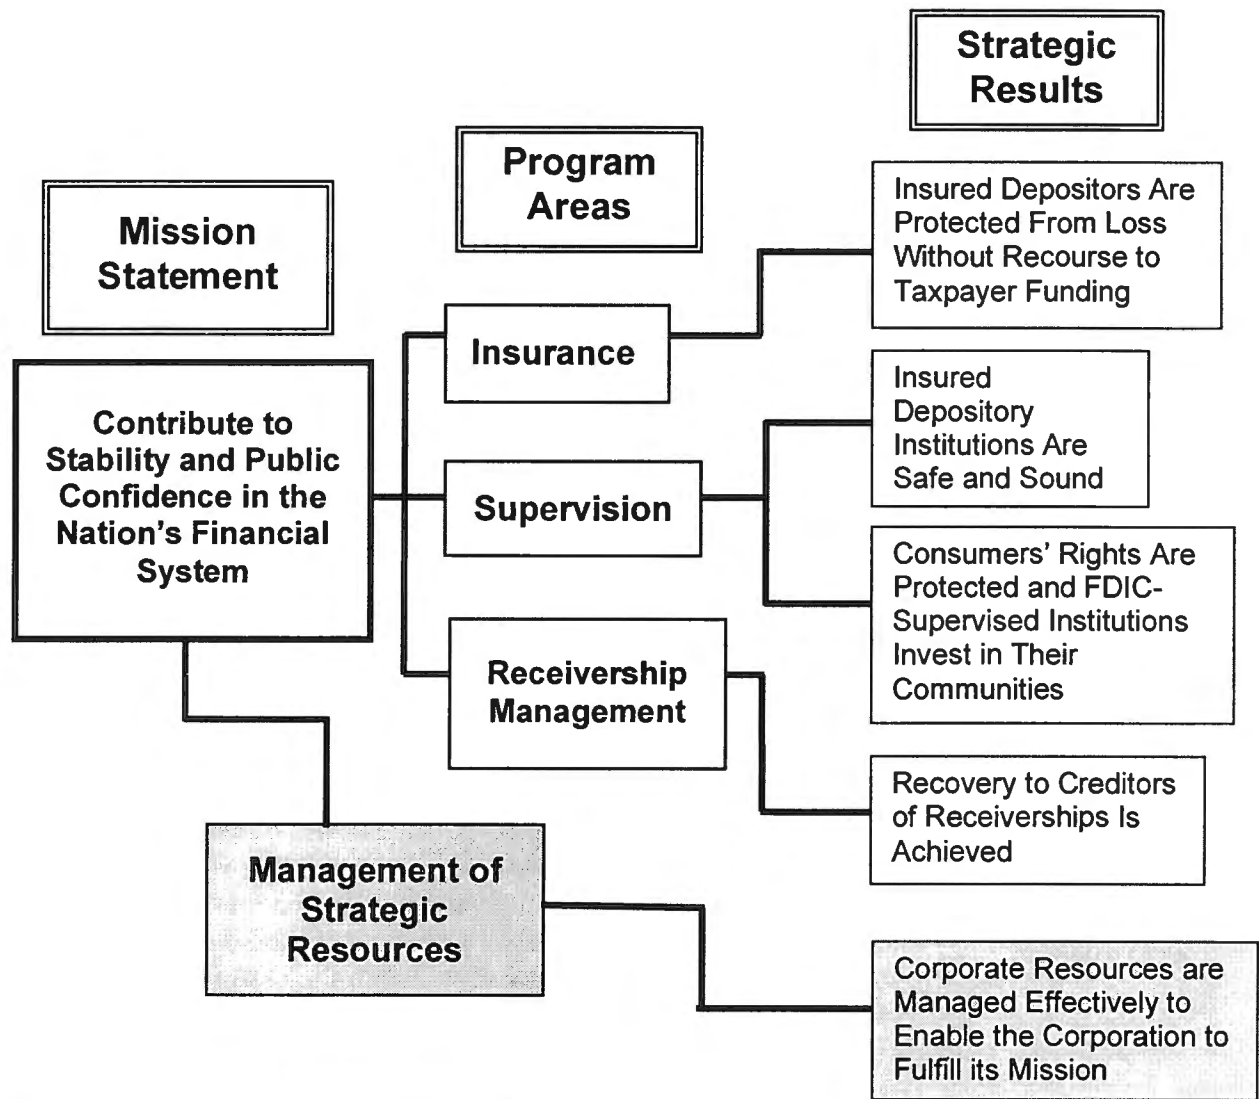 Mission
Statement
Contribute to
Stability and Public
Confidence in the
Nation's Financial
System
Program
Areas
Insurance
Supervision
Receivership
Management
Management of
Strategic
Resources
Strategic
Results
Insured Depositors Are
Protected From Loss
Without Recourse to
Taxpayer Funding
Insured
Depository
Institutions Are
Safe and Sound
Consumers' Rights Are
Protected and FDIC-
Supervised Institutions
Invest in Their
Communities
Recovery to Creditors
of Receiverships Is
Achieved
Corporate Resources are
Managed Effectively to
Enable the Corporation to
Fulfill its Mission